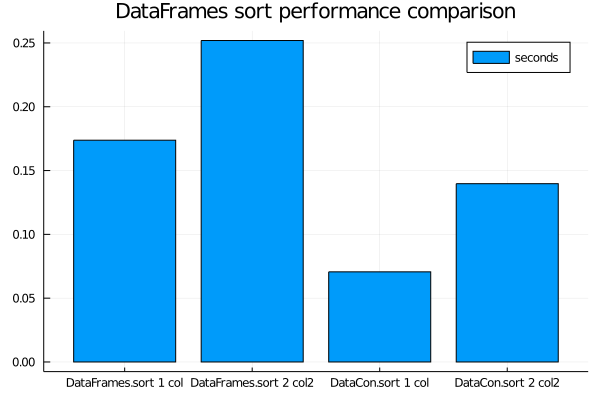 DataFrames sort performance comparison
seconds
0.25
0.20
0.15
0.10
0.05
0.00
DataFrames.sort 1 col DataFrames.sort 2 col2 DataCon.sort 1 col DataCon.sort 2 col2